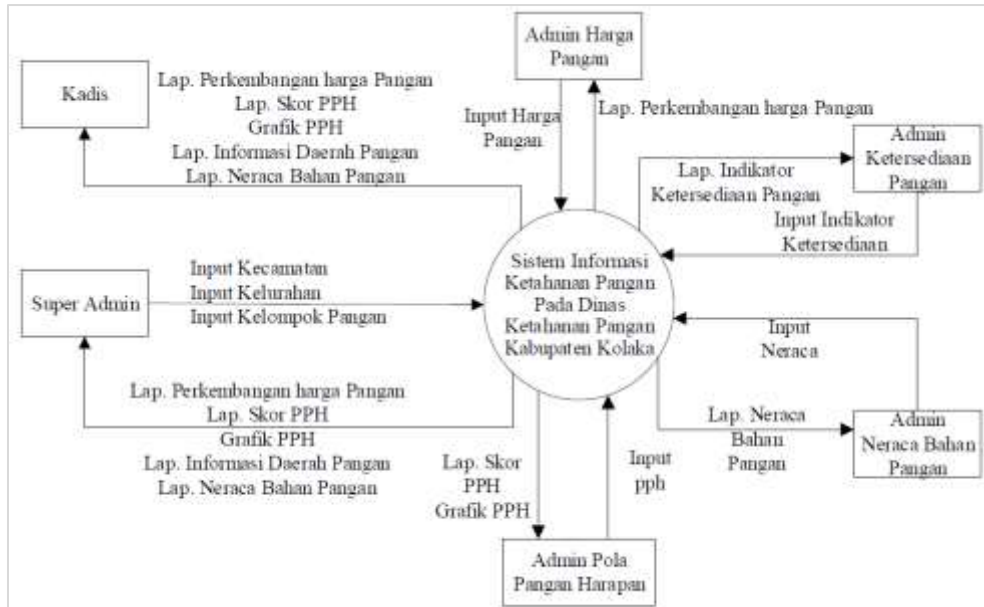 Admin Harga
Pangan
Kadis
Lap. Perkembangan harga Pangan
Lap. Skor PPH
Grafik PPH
Lap. Informasi Daerah Pangan
Lap. Neraca Bahan Pangan
Input Harga
Pangan
Lap. Perkembangan harga Pangan
Admin
Ketersediaan
Pangan
Lap. Indikator
Ketersediaan Pangan
Input Indikator
Ketersediaan
Super Admin
Input Kecamatan
Input Kelurahan
Input Kelompok Pangan
Sistem Informasi
Ketahanan Pangan
Pada Dinas
Ketahanan Pangan
Kabupaten Kolaka
Input
Neraca
Lap. Perkembangan harga Pangan
Lap. Skor PPH
Grafik PPH
Lap. Informasi Daerah Pangan
Lap. Neraca Bahan Pangan
Lap. Skor
PPH
Grafik PPH
Input
pph
Lap. Neraca
Bahan
Pangan
Admin
Neraca Bahan
Pangan
Admin Pola
Pangan Harapan